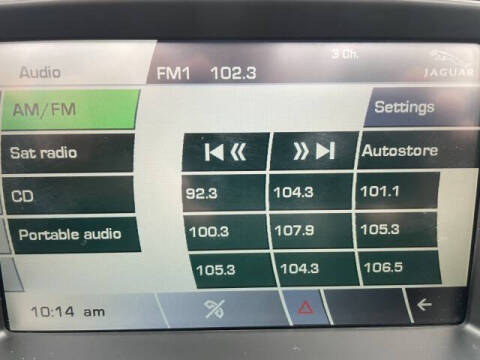 3 Ch.
Audio FM1 102.3 JAGUAR
AM/FM Settings
Sat radio Autostore
CD 92.3 104.3 101.1
Portable audio 100.3 107.9 105.3
105.3 104.3 106.5
10:14 am